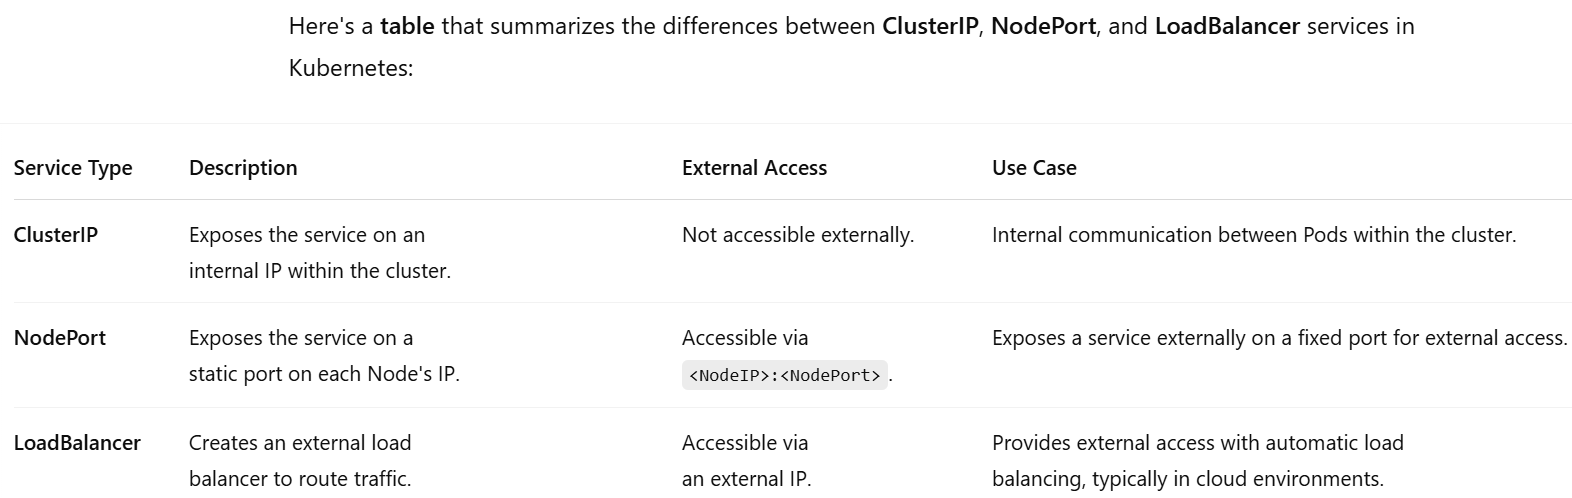 Here's a table that summarizes the differences between ClusterIP, NodePort, and LoadBalancer services in
Kubernetes:
Service Type Description External Access Use Case
ClusterIP Exposes the service on an Not accessible externally. Internal communication between Pods within the cluster.
internal IP within the cluster.
NodePort Exposes the service on a Accessible via Exposes a service externally on a fixed port for external access.
static port on each Node's IP. <NodeIP>:<NodePort>.
LoadBalancer Creates an external load Accessible via Provides external access with automatic load
balancer to route traffic. an external IP. balancing, typically in cloud environments.